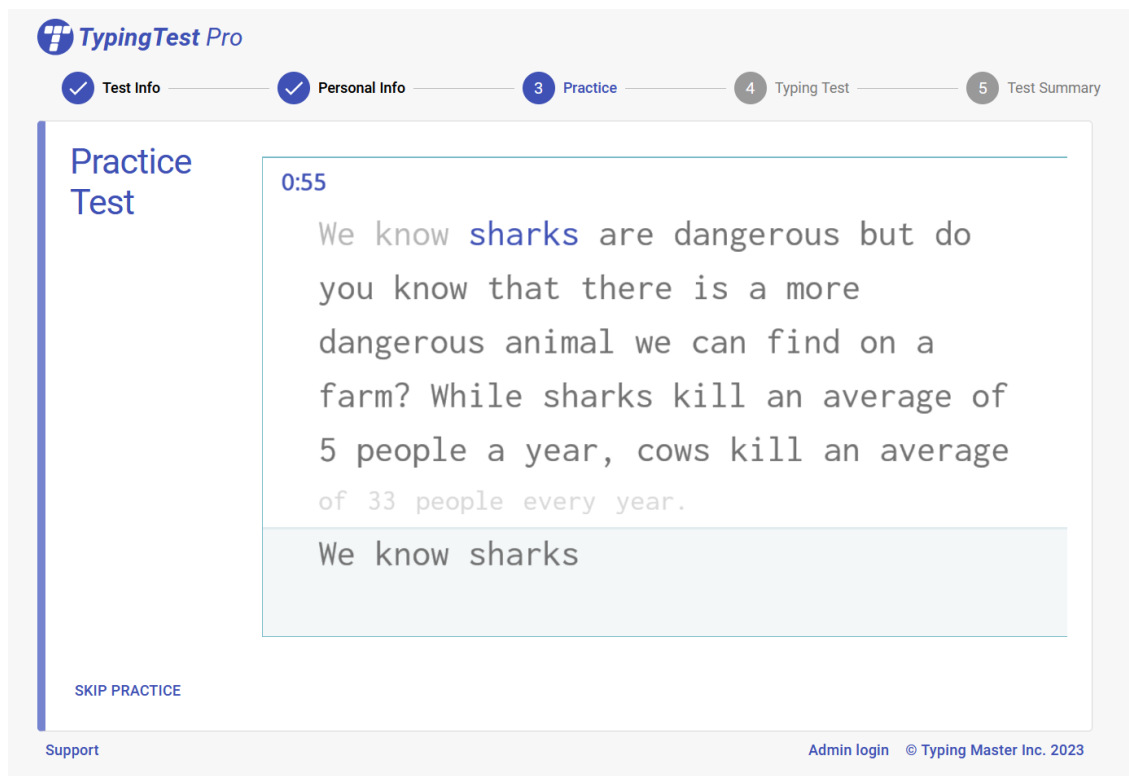 TypingTest Pro
Test Info
Personal Info
3 Practice
4 Typing Test
5 Test Summary
Practice
Test
0:55
We know sharks are dangerous but do
you know that there is a more
dangerous animal we can find on a
farm? While sharks kill an average of
5 people a year, cows kill an average
of 33 people every year.
We know sharks
SKIP PRACTICE
Support
Admin login © Typing Master Inc. 2023